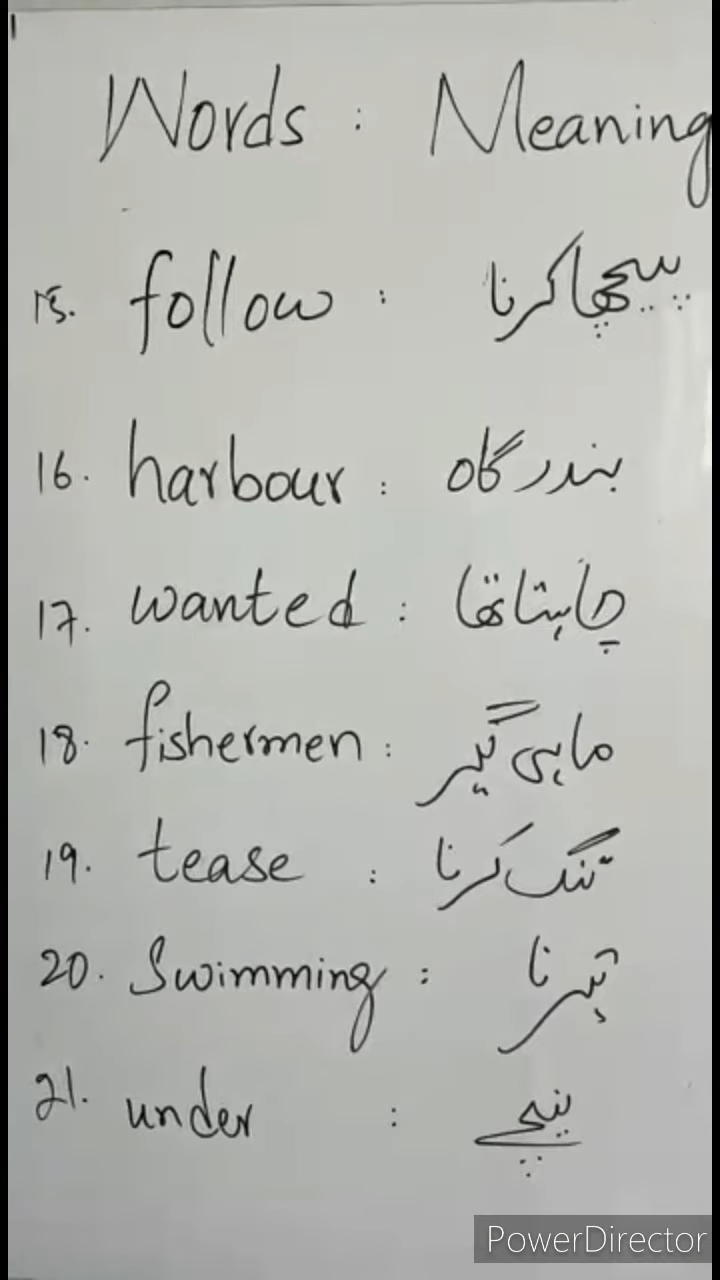 Words : Meaning
15. follow : پیچھا کرنا
16. harbour : بندرگاہ
17. wanted : چاہتا تھا
18. fishermen : ماہی گیر
19. tease : تنگ کرنا
20. Swimming : تیرنا
21. under : نیچے
PowerDirector